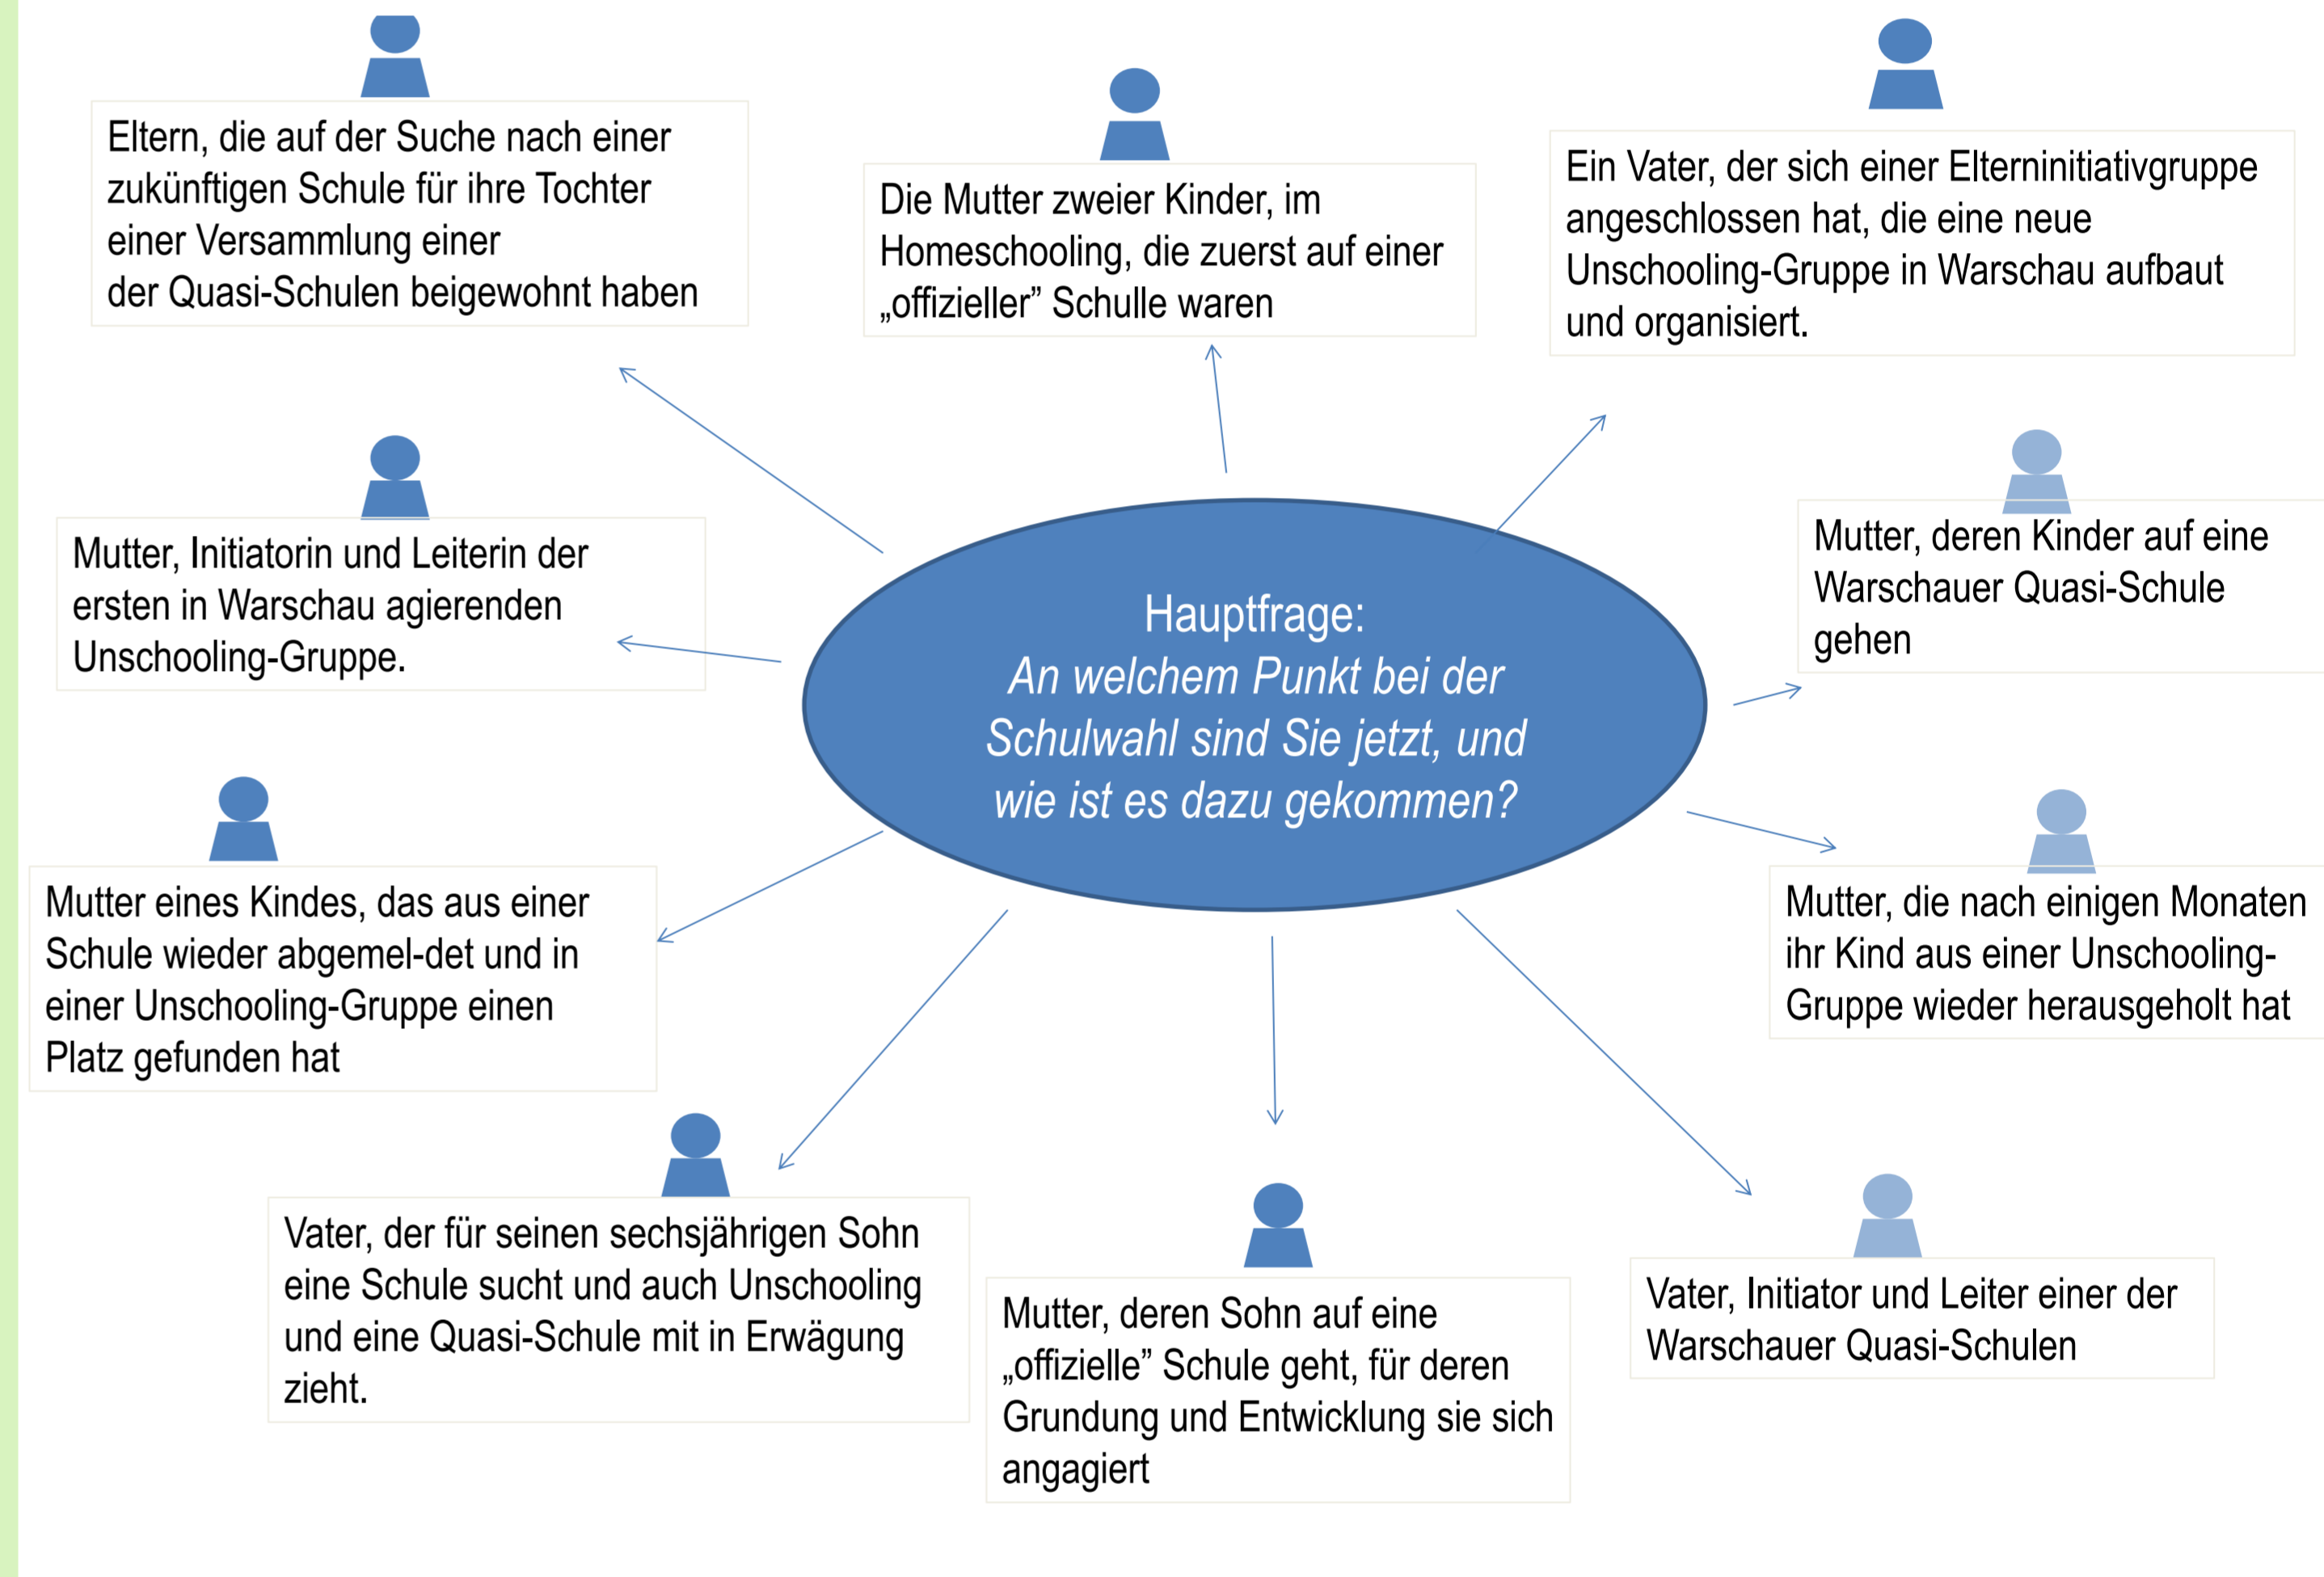 Eltern, die auf der Suche nach einer
zukünftigen Schule für ihre Tochter
einer Versammlung einer
der Quasi-Schulen beigewohnt haben
Die Mutter zweier Kinder, im
Homeschooling, die zuerst auf einer
„offizieller” Schulle waren
Ein Vater, der sich einer Elterninitiativgruppe
angeschlossen hat, die eine neue
Unschooling-Gruppe in Warschau aufbaut
und organisiert.
Mutter, Initiatorin und Leiterin der
ersten in Warschau agierenden
Unschooling-Gruppe.
Hauptfrage:
An welchem Punkt bei der
Schulwahl sind Sie jetzt, und
wie ist es dazu gekommen?
Mutter, deren Kinder auf eine
Warschauer Quasi-Schule
gehen
Mutter eines Kindes, das aus einer
Schule wieder abgemel-det und in
einer Unschooling-Gruppe einen
Platz gefunden hat
Mutter, die nach einigen Monaten
ihr Kind aus einer Unschooling-
Gruppe wieder herausgeholt hat
Vater, der für seinen sechsjährigen Sohn
eine Schule sucht und auch Unschooling
und eine Quasi-Schule mit in Erwägung
zieht.
Mutter, deren Sohn auf eine
„offizielle” Schule geht, für deren
Grundung und Entwicklung sie sich
angagiert
Vater, Initiator und Leiter einer der
Warschauer Quasi-Schulen